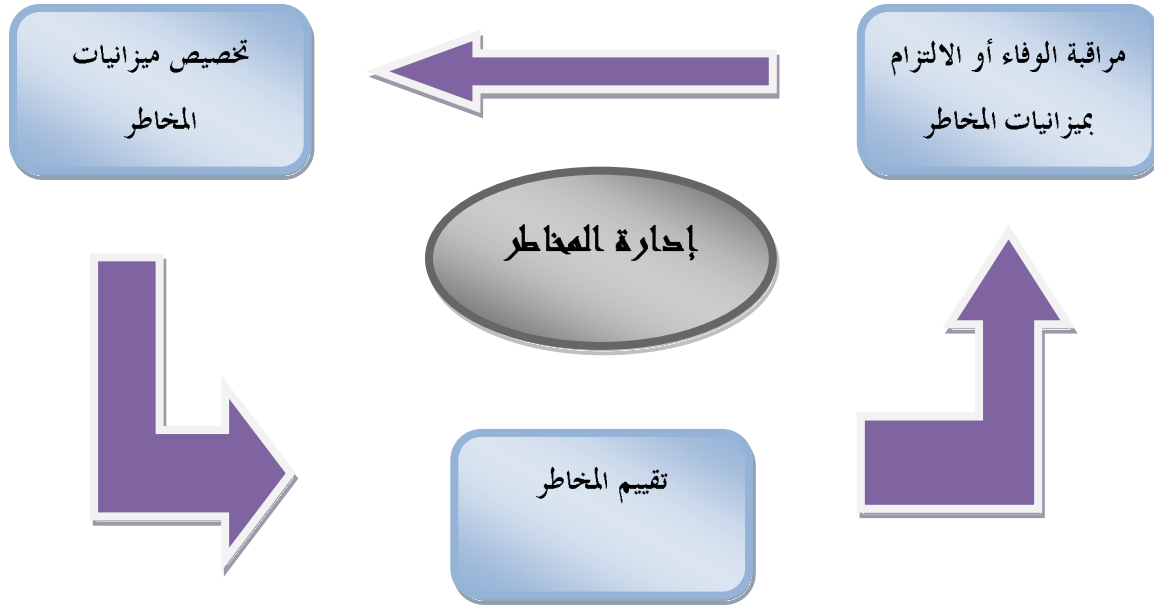 مراقبة الوفاء أو الالتزام
بميزانيات المخاطر
تخصيص ميزانيات
المخاطر
إدارة المخاطر
تقييم المخاطر